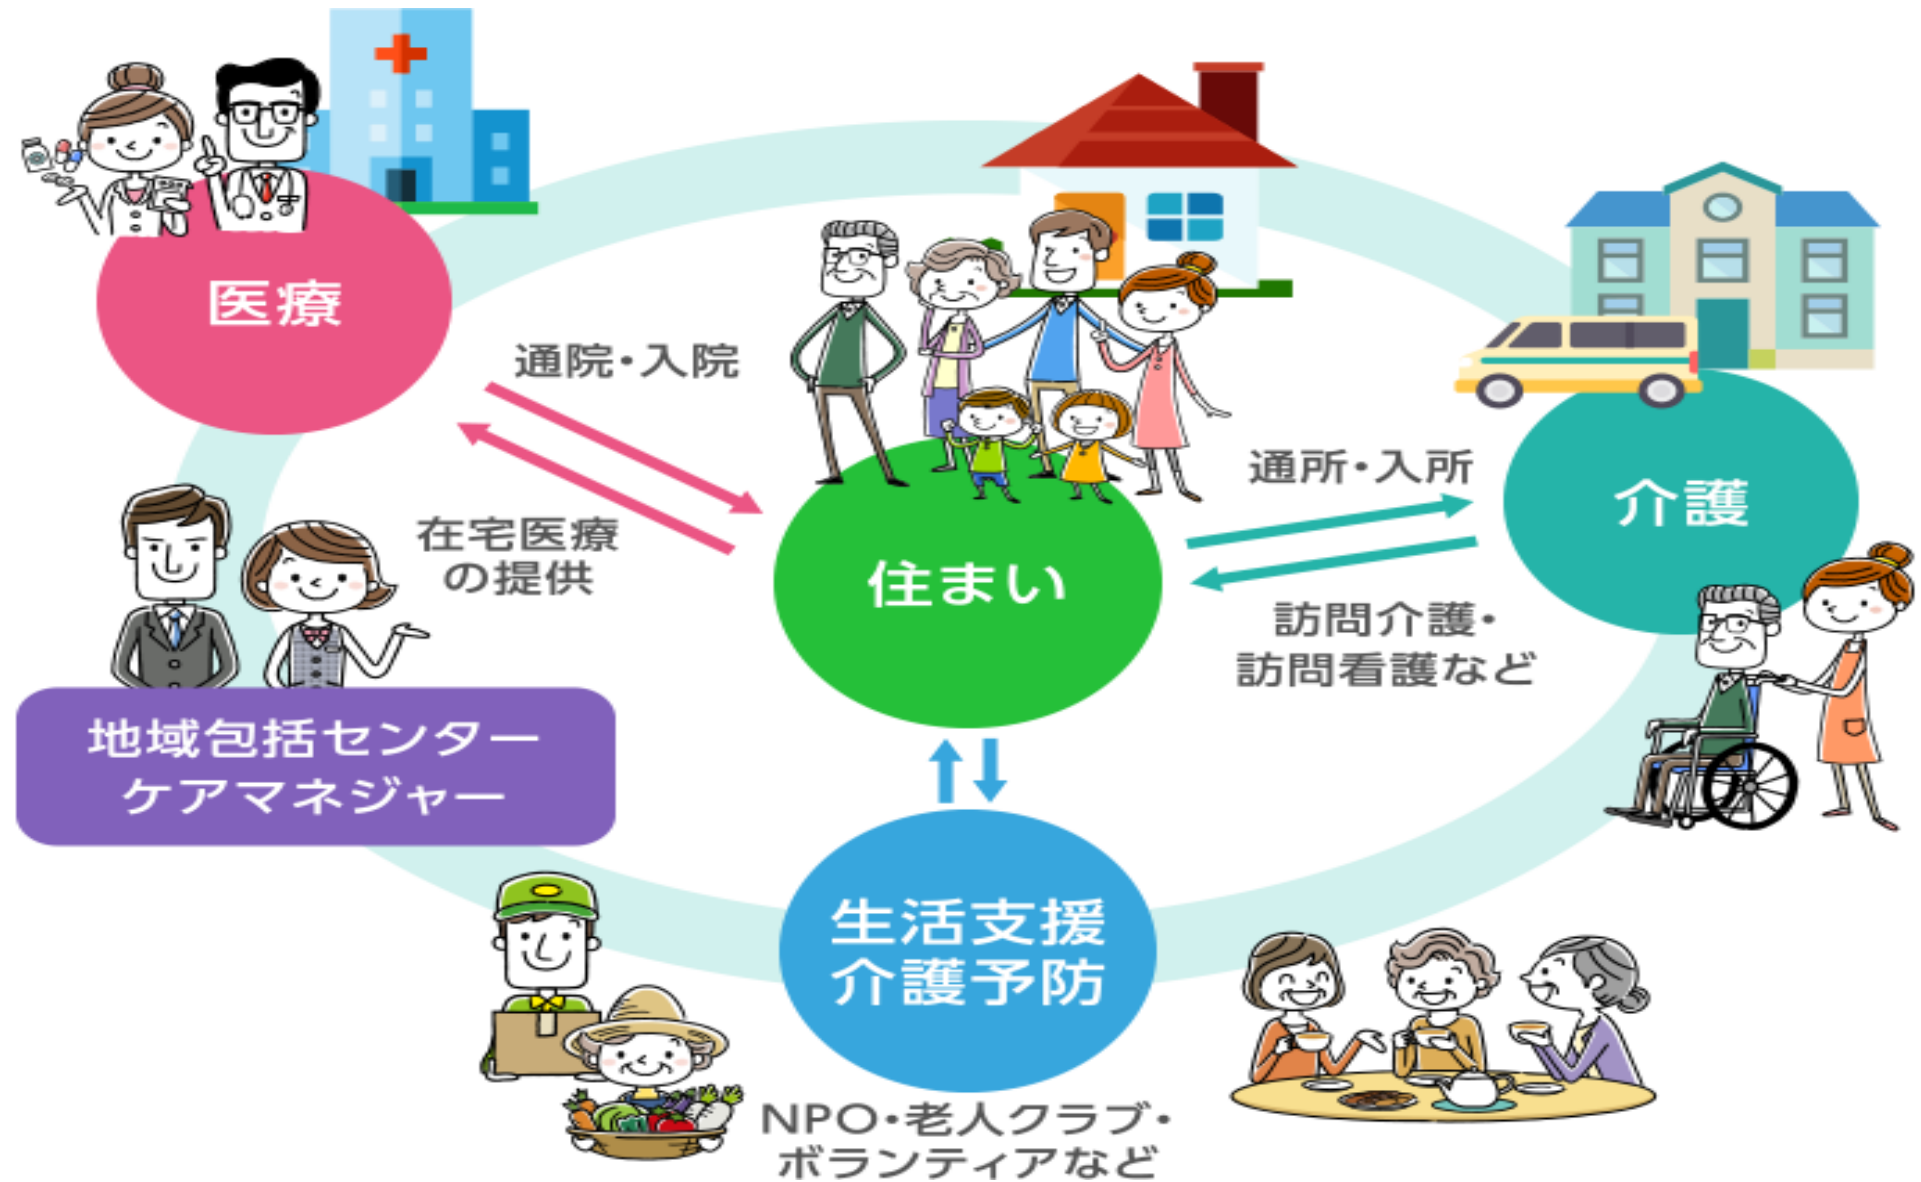 医療
通院・入院
在宅医療
の提供
住まい
通所・入所
介護
訪問介護・
訪問看護など
地域包括センター
ケアマネジャー
生活支援
介護予防
NPO・老人クラブ・
ボランティアなど